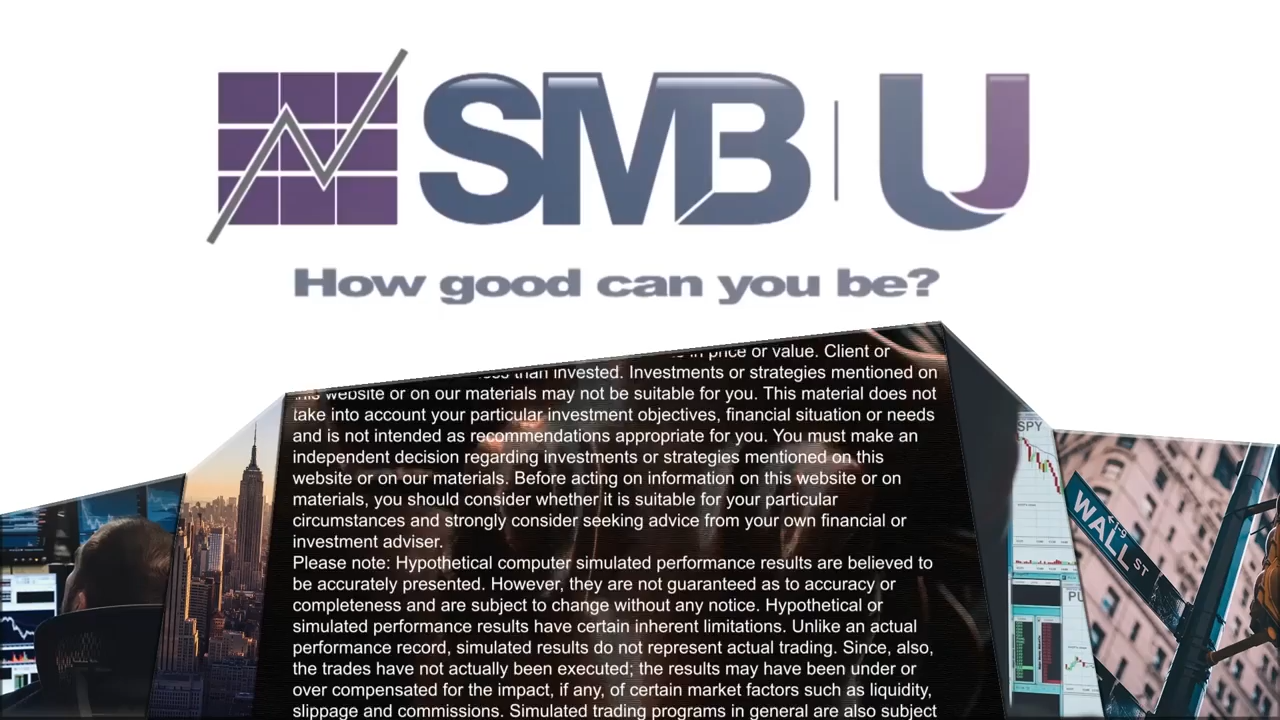 SMB | U
How good can you be?
in price or value. Client or
than invested. Investments or strategies mentioned on
this website or on our materials may not be suitable for you. This material does not
take into account your particular investment objectives, financial situation or needs
and is not intended as recommendations appropriate for you. You must make an
independent decision regarding investments or strategies mentioned on this
website or on our materials. Before acting on information on this website or on
materials, you should consider whether it is suitable for your particular
circumstances and strongly consider seeking advice from your own financial or
investment adviser.
Please note: Hypothetical computer simulated performance results are believed to
be accurately presented. However, they are not guaranteed as to accuracy or
completeness and are subject to change without any notice. Hypothetical or
simulated performance results have certain inherent limitations. Unlike an actual
performance record, simulated results do not represent actual trading. Since, also,
the trades have not actually been executed; the results may have been under or
over compensated for the impact, if any, of certain market factors such as liquidity,
slippage and commissions. Simulated trading programs in general are also subject
SPY
WALL ST